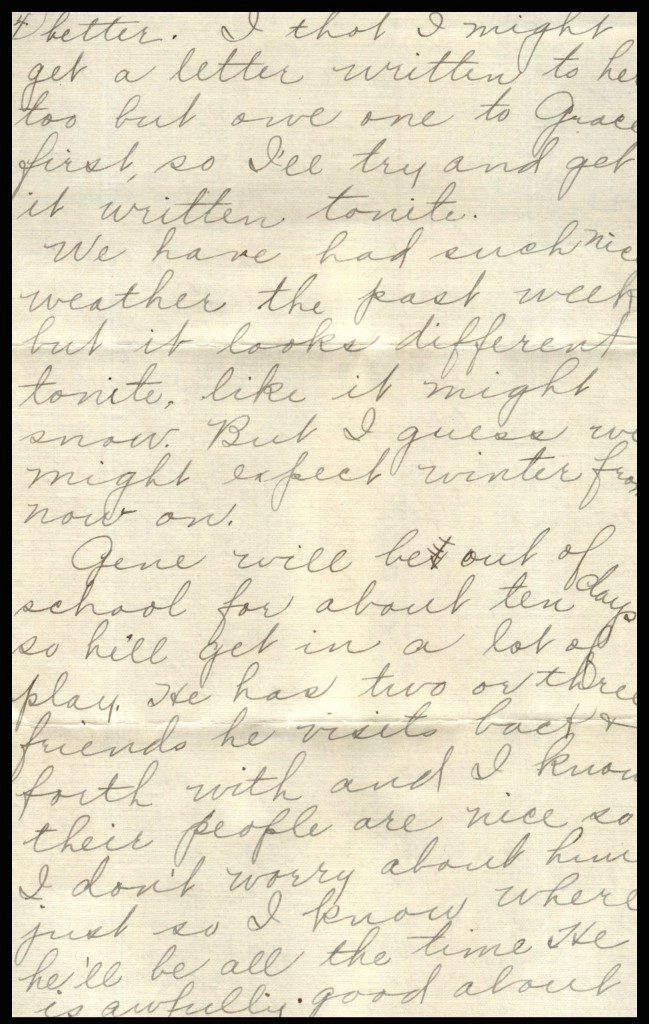 4) better. I thot I might
get a letter written to her
too but owe one to Grace
first, so I'll try and get
it written tonite.
We have had such nice
weather the past week
but it looks different
tonite, like it might
snow. But I guess we
might expect winter from
now on.
Gene will be out of
school for about ten days
so he'll get in a lot of
play. He has two or three
friends he visits back &
forth with and I know
their people are nice so
I don't worry about him
just so I know where
he'll be all the time He
is awfully good about